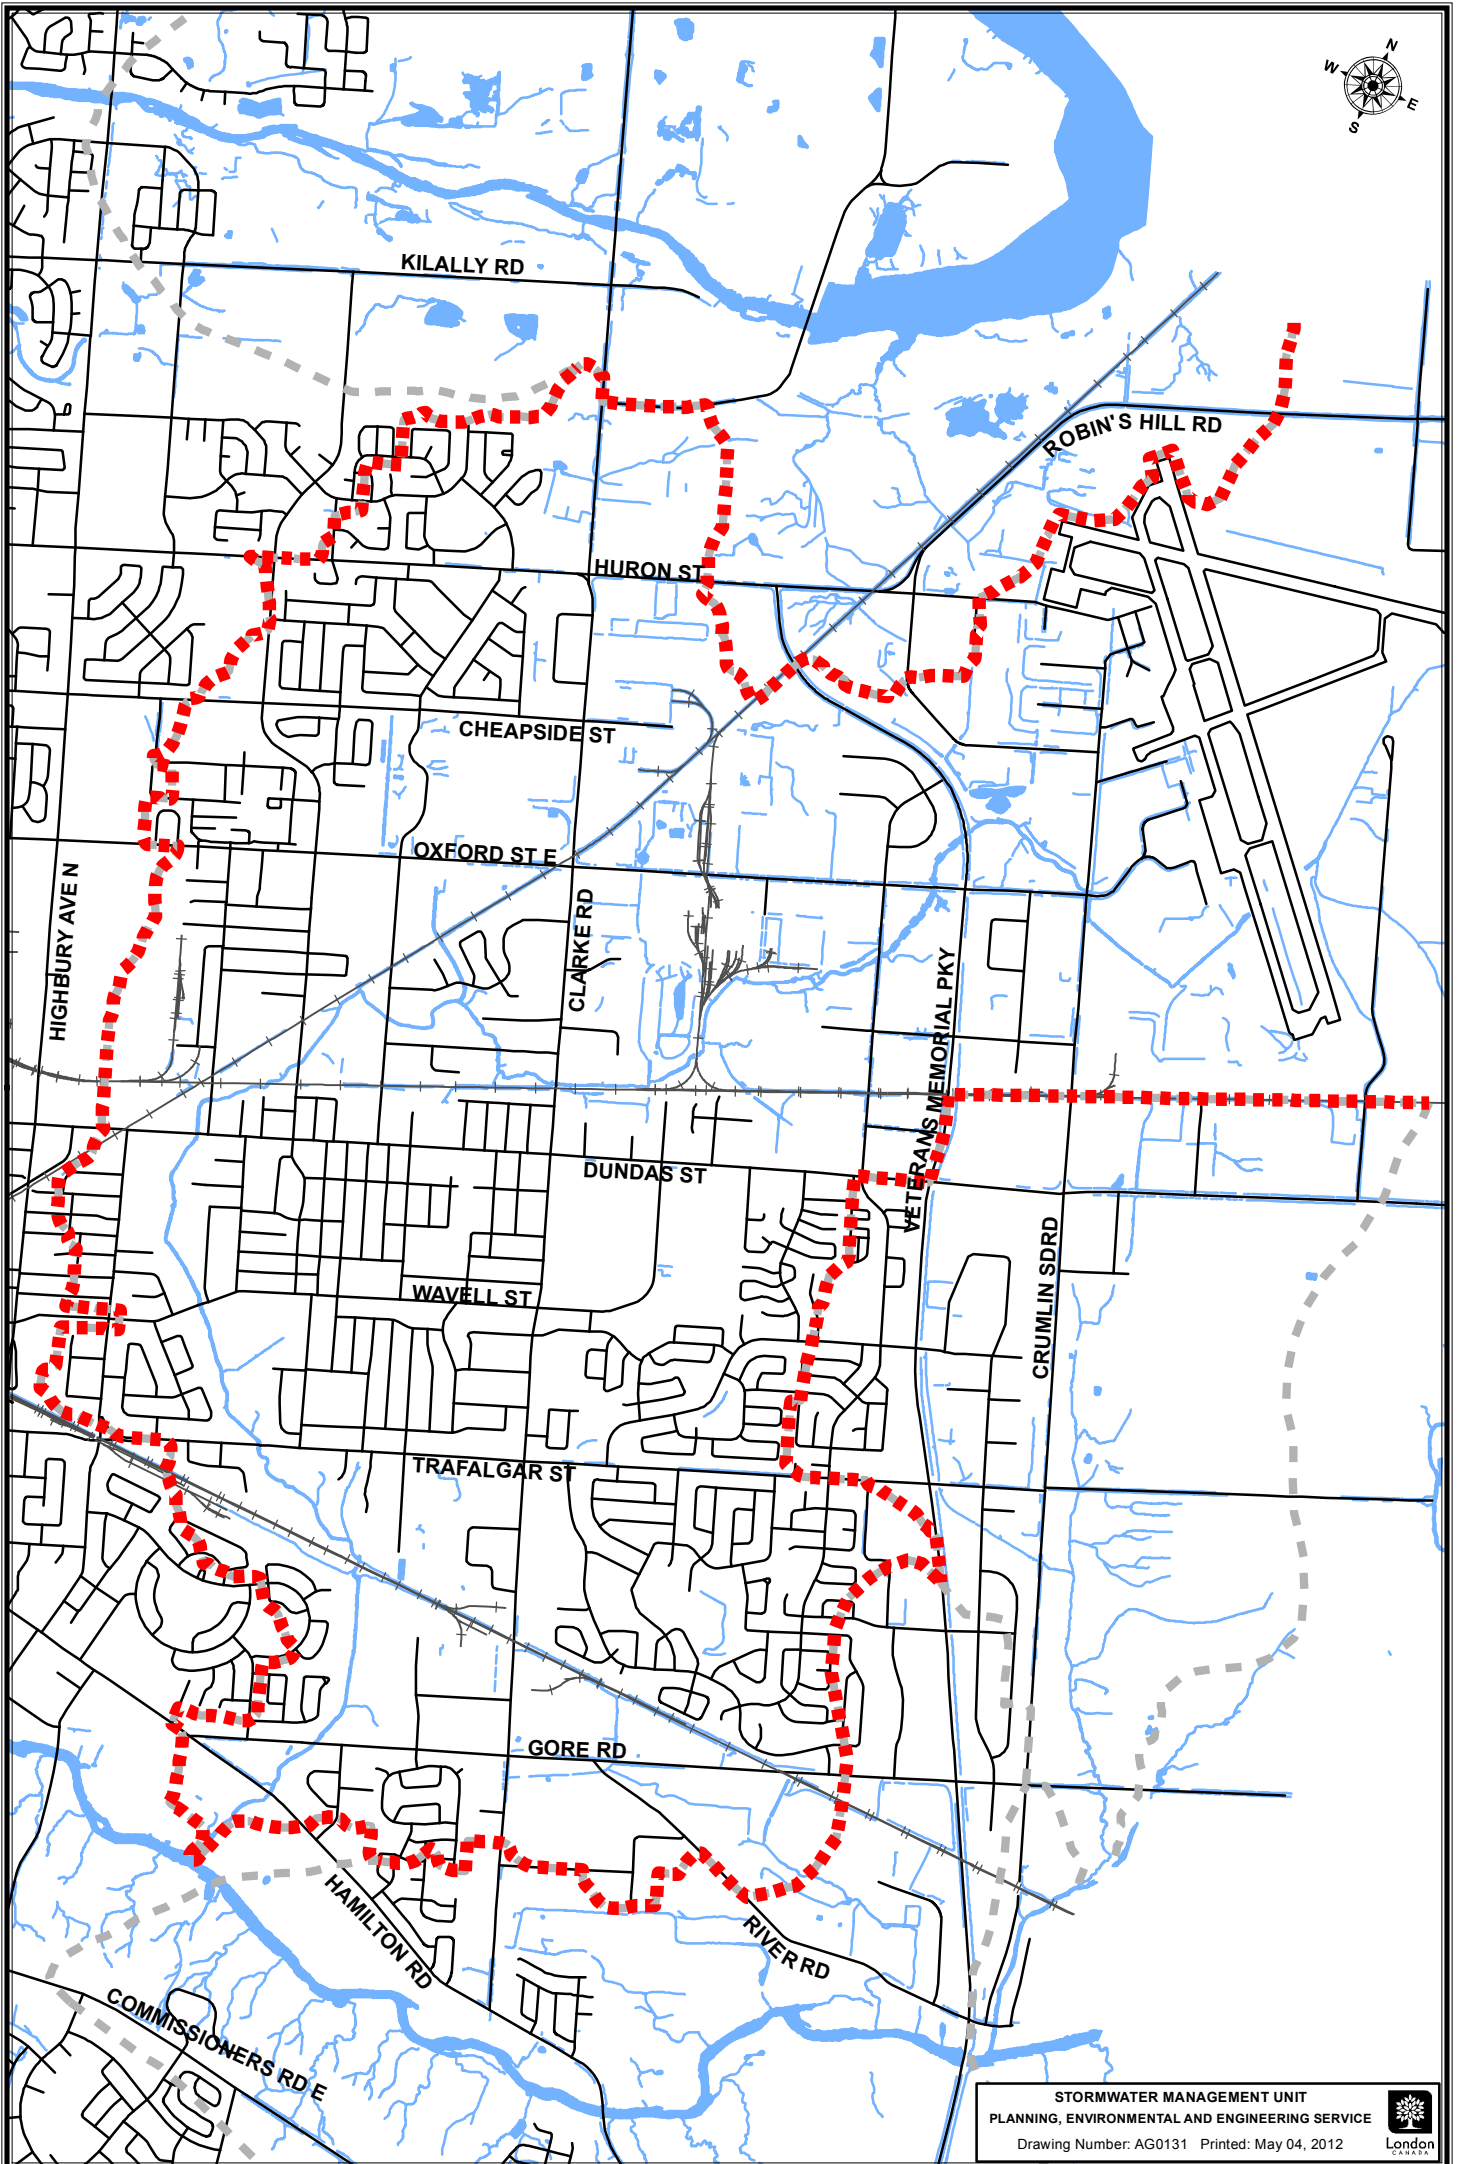 N
W
E
S
KILALLY RD
ROBIN'S HILL RD
HURON ST
CHEAPSIDE ST
OXFORD ST E
HIGHBURY AVE N
CLARKE RD
VETERANS MEMORIAL PKY
DUNDAS ST
CRUMLIN SDRD
WAVELL ST
TRAFALGAR ST
GORE RD
HAMILTON RD
RIVER RD
COMMISSIONERS RD E
STORMWATER MANAGEMENT UNIT
PLANNING, ENVIRONMENTAL AND ENGINEERING SERVICE
Drawing Number: AG0131 Printed: May 04, 2012
London
CANADA